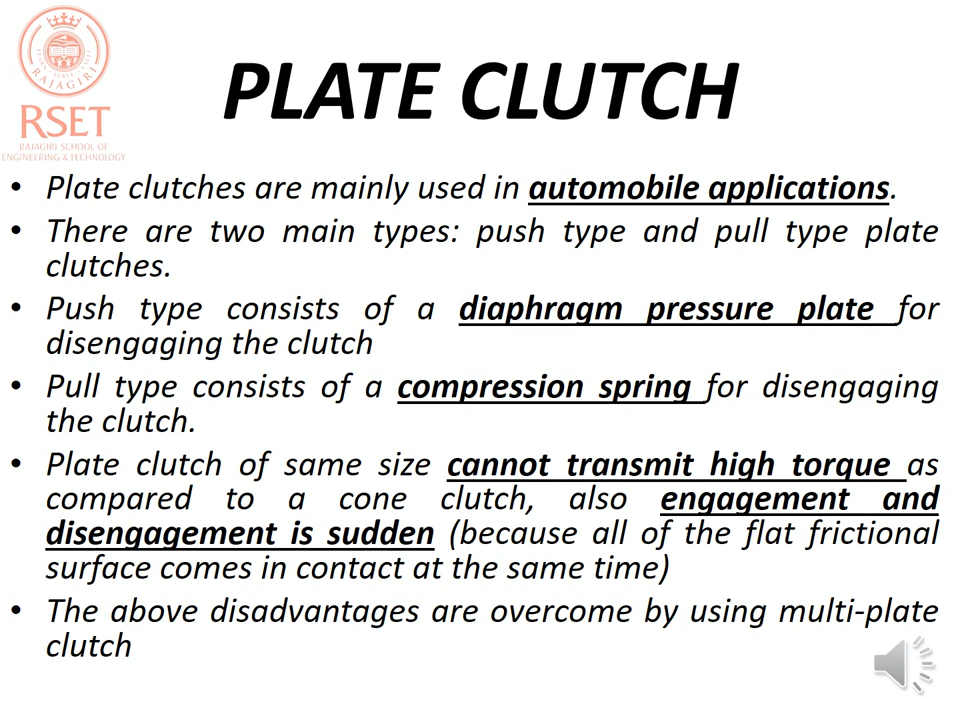 RAJAGIRI
RSET
RAJAGIRI SCHOOL OF
ENGINEERING & TECHNOLOGY
PLATE CLUTCH
• Plate clutches are mainly used in automobile applications.
• There are two main types: push type and pull type plate
clutches.
• Push type consists of a diaphragm pressure plate for
disengaging the clutch
• Pull type consists of a compression spring for disengaging
the clutch.
• Plate clutch of same size cannot transmit high torque as
compared to a cone clutch, also engagement and
disengagement is sudden (because all of the flat frictional
surface comes in contact at the same time)
• The above disadvantages are overcome by using multi-plate
clutch